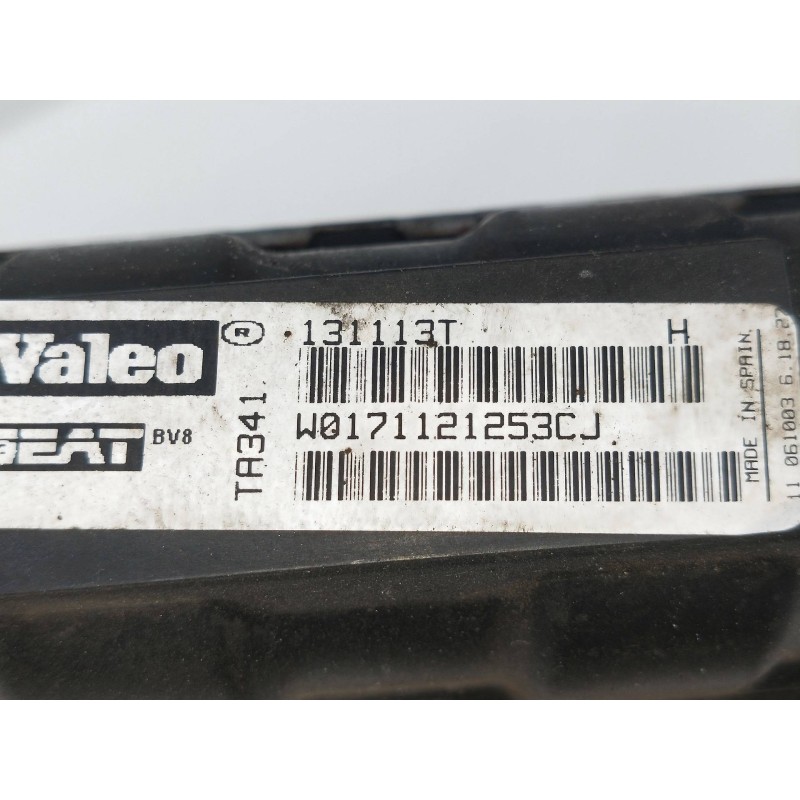 Valeo ® 131113T H
TA341.
W0171121253CJ
SEAT BV8
MADE IN SPAIN.
11 061003 6.18.27